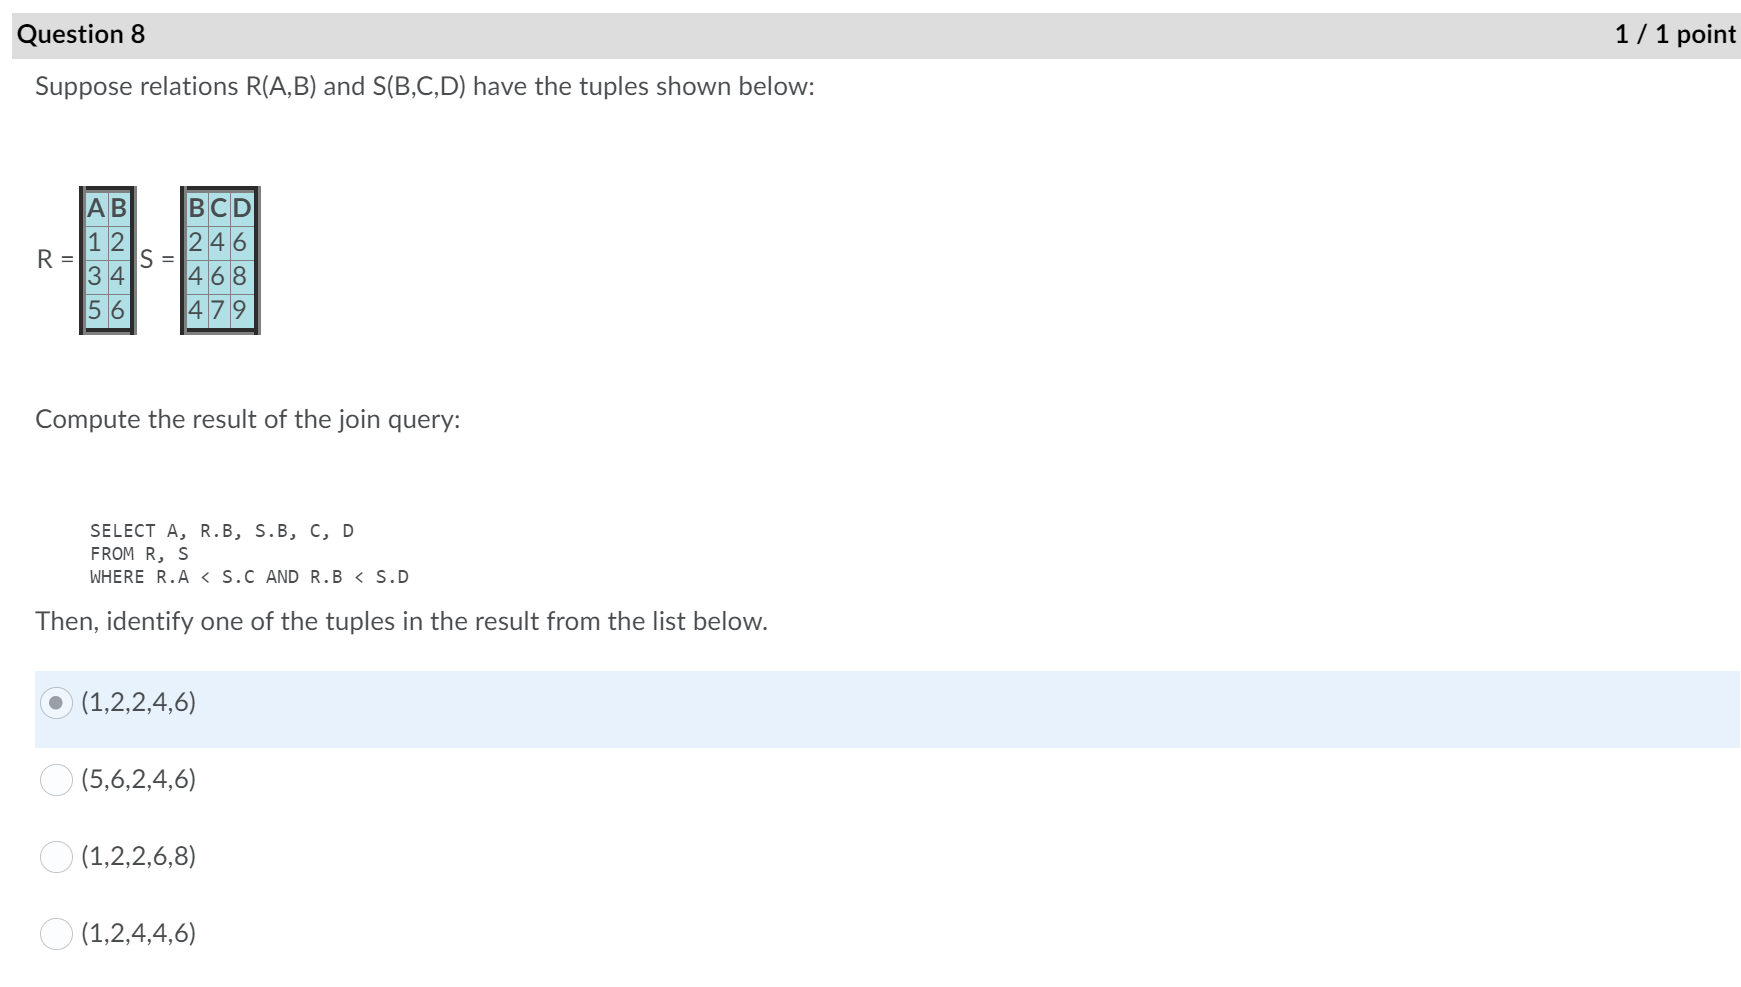 Question 8 1 / 1 point
Suppose relations R(A,B) and S(B,C,D) have the tuples shown below:
R =
A B
1 2
3 4
5 6
S =
B C D
2 4 6
4 6 8
4 7 9
Compute the result of the join query:
SELECT A, R.B, S.B, C, D
FROM R, S
WHERE R.A < S.C AND R.B < S.D
Then, identify one of the tuples in the result from the list below.
(1,2,2,4,6)
(5,6,2,4,6)
(1,2,2,6,8)
(1,2,4,4,6)